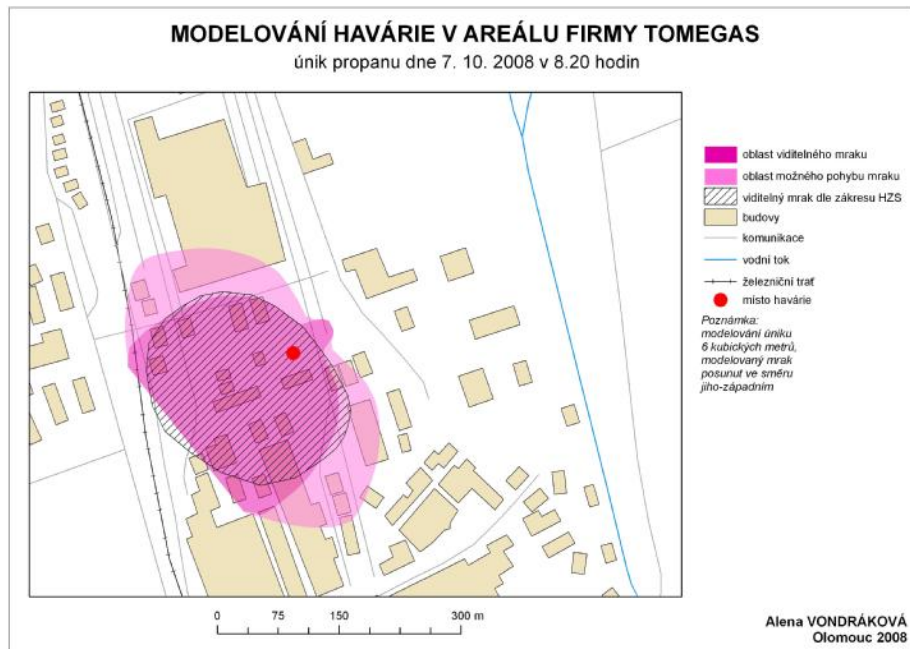 MODELOVÁNÍ HAVÁRIE V AREÁLU FIRMY TOMEGAS
únik propanu dne 7. 10. 2008 v 8.20 hodin
oblast viditelného mraku
oblast možného pohybu mraku
viditelný mrak dle zákresu HZS
budovy
komunikace
vodní tok
železniční trať
místo havárie
Poznámka:
modelování úniku
6 kubických metrů,
modelovaný mrak
posunut ve směru
jiho-západním
0 75 150 300 m
Alena VONDRÁKOVÁ
Olomouc 2008